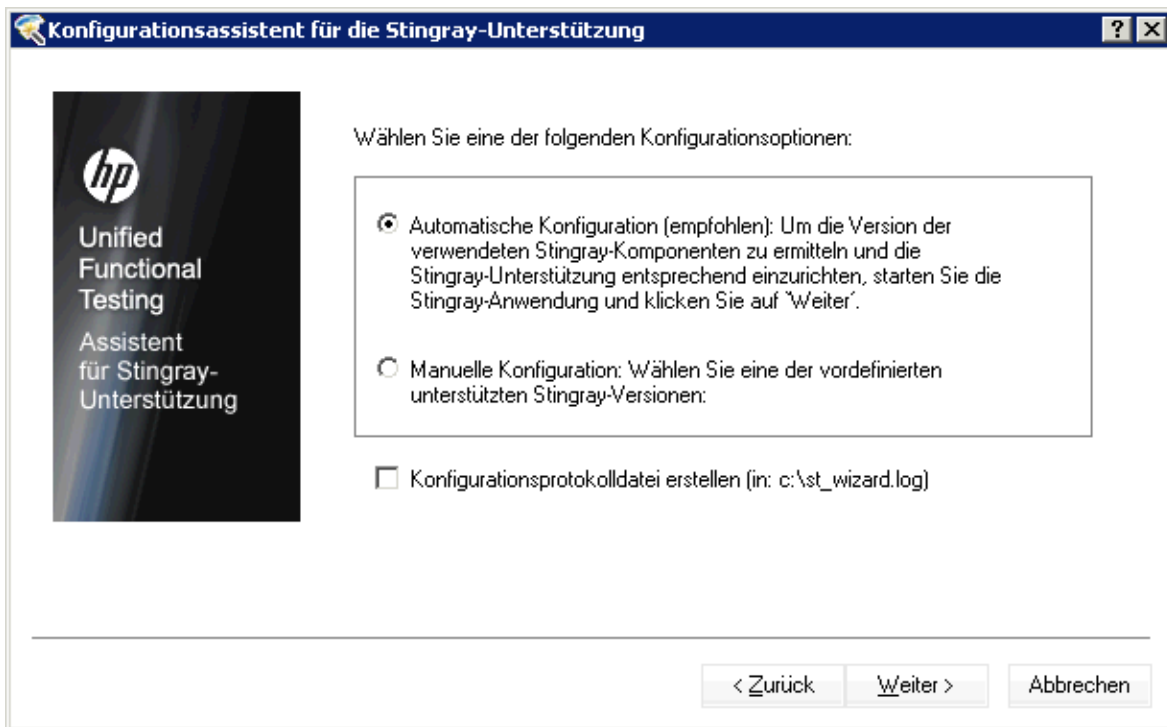 Konfigurationsassistent für die Stingray-Unterstützung
hp
Unified
Functional
Testing
Assistent
für Stingray-
Unterstützung
Wählen Sie eine der folgenden Konfigurationsoptionen:
Automatische Konfiguration (empfohlen): Um die Version der
verwendeten Stingray-Komponenten zu ermitteln und die
Stingray-Unterstützung entsprechend einzurichten, starten Sie die
Stingray-Anwendung und klicken Sie auf ´Weiter´.
Manuelle Konfiguration: Wählen Sie eine der vordefinierten
unterstützten Stingray-Versionen:
Konfigurationsprotokolldatei erstellen (in: c:\st_wizard.log)
< Zurück
Weiter >
Abbrechen